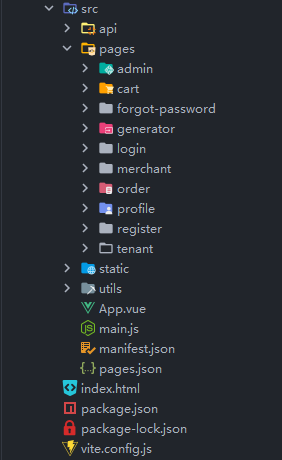 src
api
pages
admin
cart
forgot-password
generator
login
merchant
order
profile
register
tenant
static
utils
App.vue
main.js
manifest.json
pages.json
index.html
package.json
package-lock.json
vite.config.js